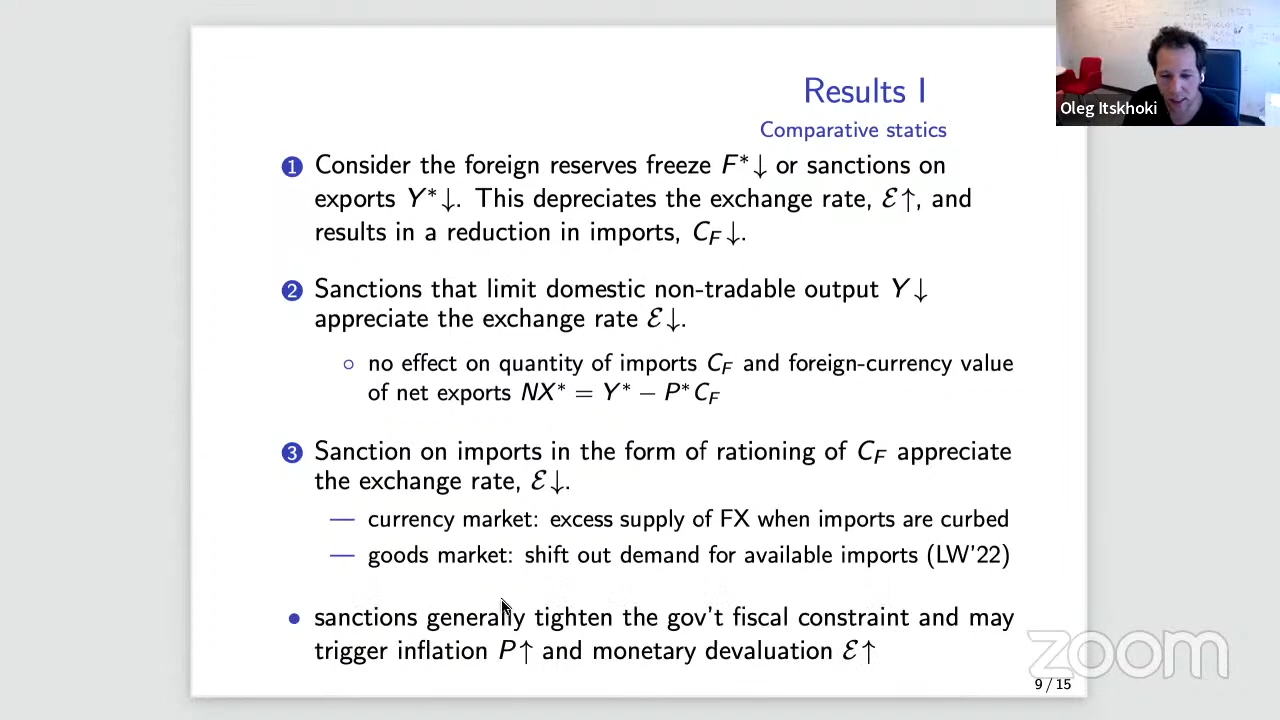 Results I
Comparative statics
1 Consider the foreign reserves freeze F*↓ or sanctions on
exports Y*↓. This depreciates the exchange rate, ℰ↑, and
results in a reduction in imports, C_F↓.
2 Sanctions that limit domestic non-tradable output Y↓
appreciate the exchange rate ℰ↓.
○ no effect on quantity of imports C_F and foreign-currency value
of net exports NX* = Y* − P*C_F
3 Sanction on imports in the form of rationing of C_F appreciate
the exchange rate, ℰ↓.
— currency market: excess supply of FX when imports are curbed
— goods market: shift out demand for available imports (LW'22)
• sanctions generally tighten the gov't fiscal constraint and may
trigger inflation P↑ and monetary devaluation ℰ↑
9 / 15
Oleg Itskhoki
zoom